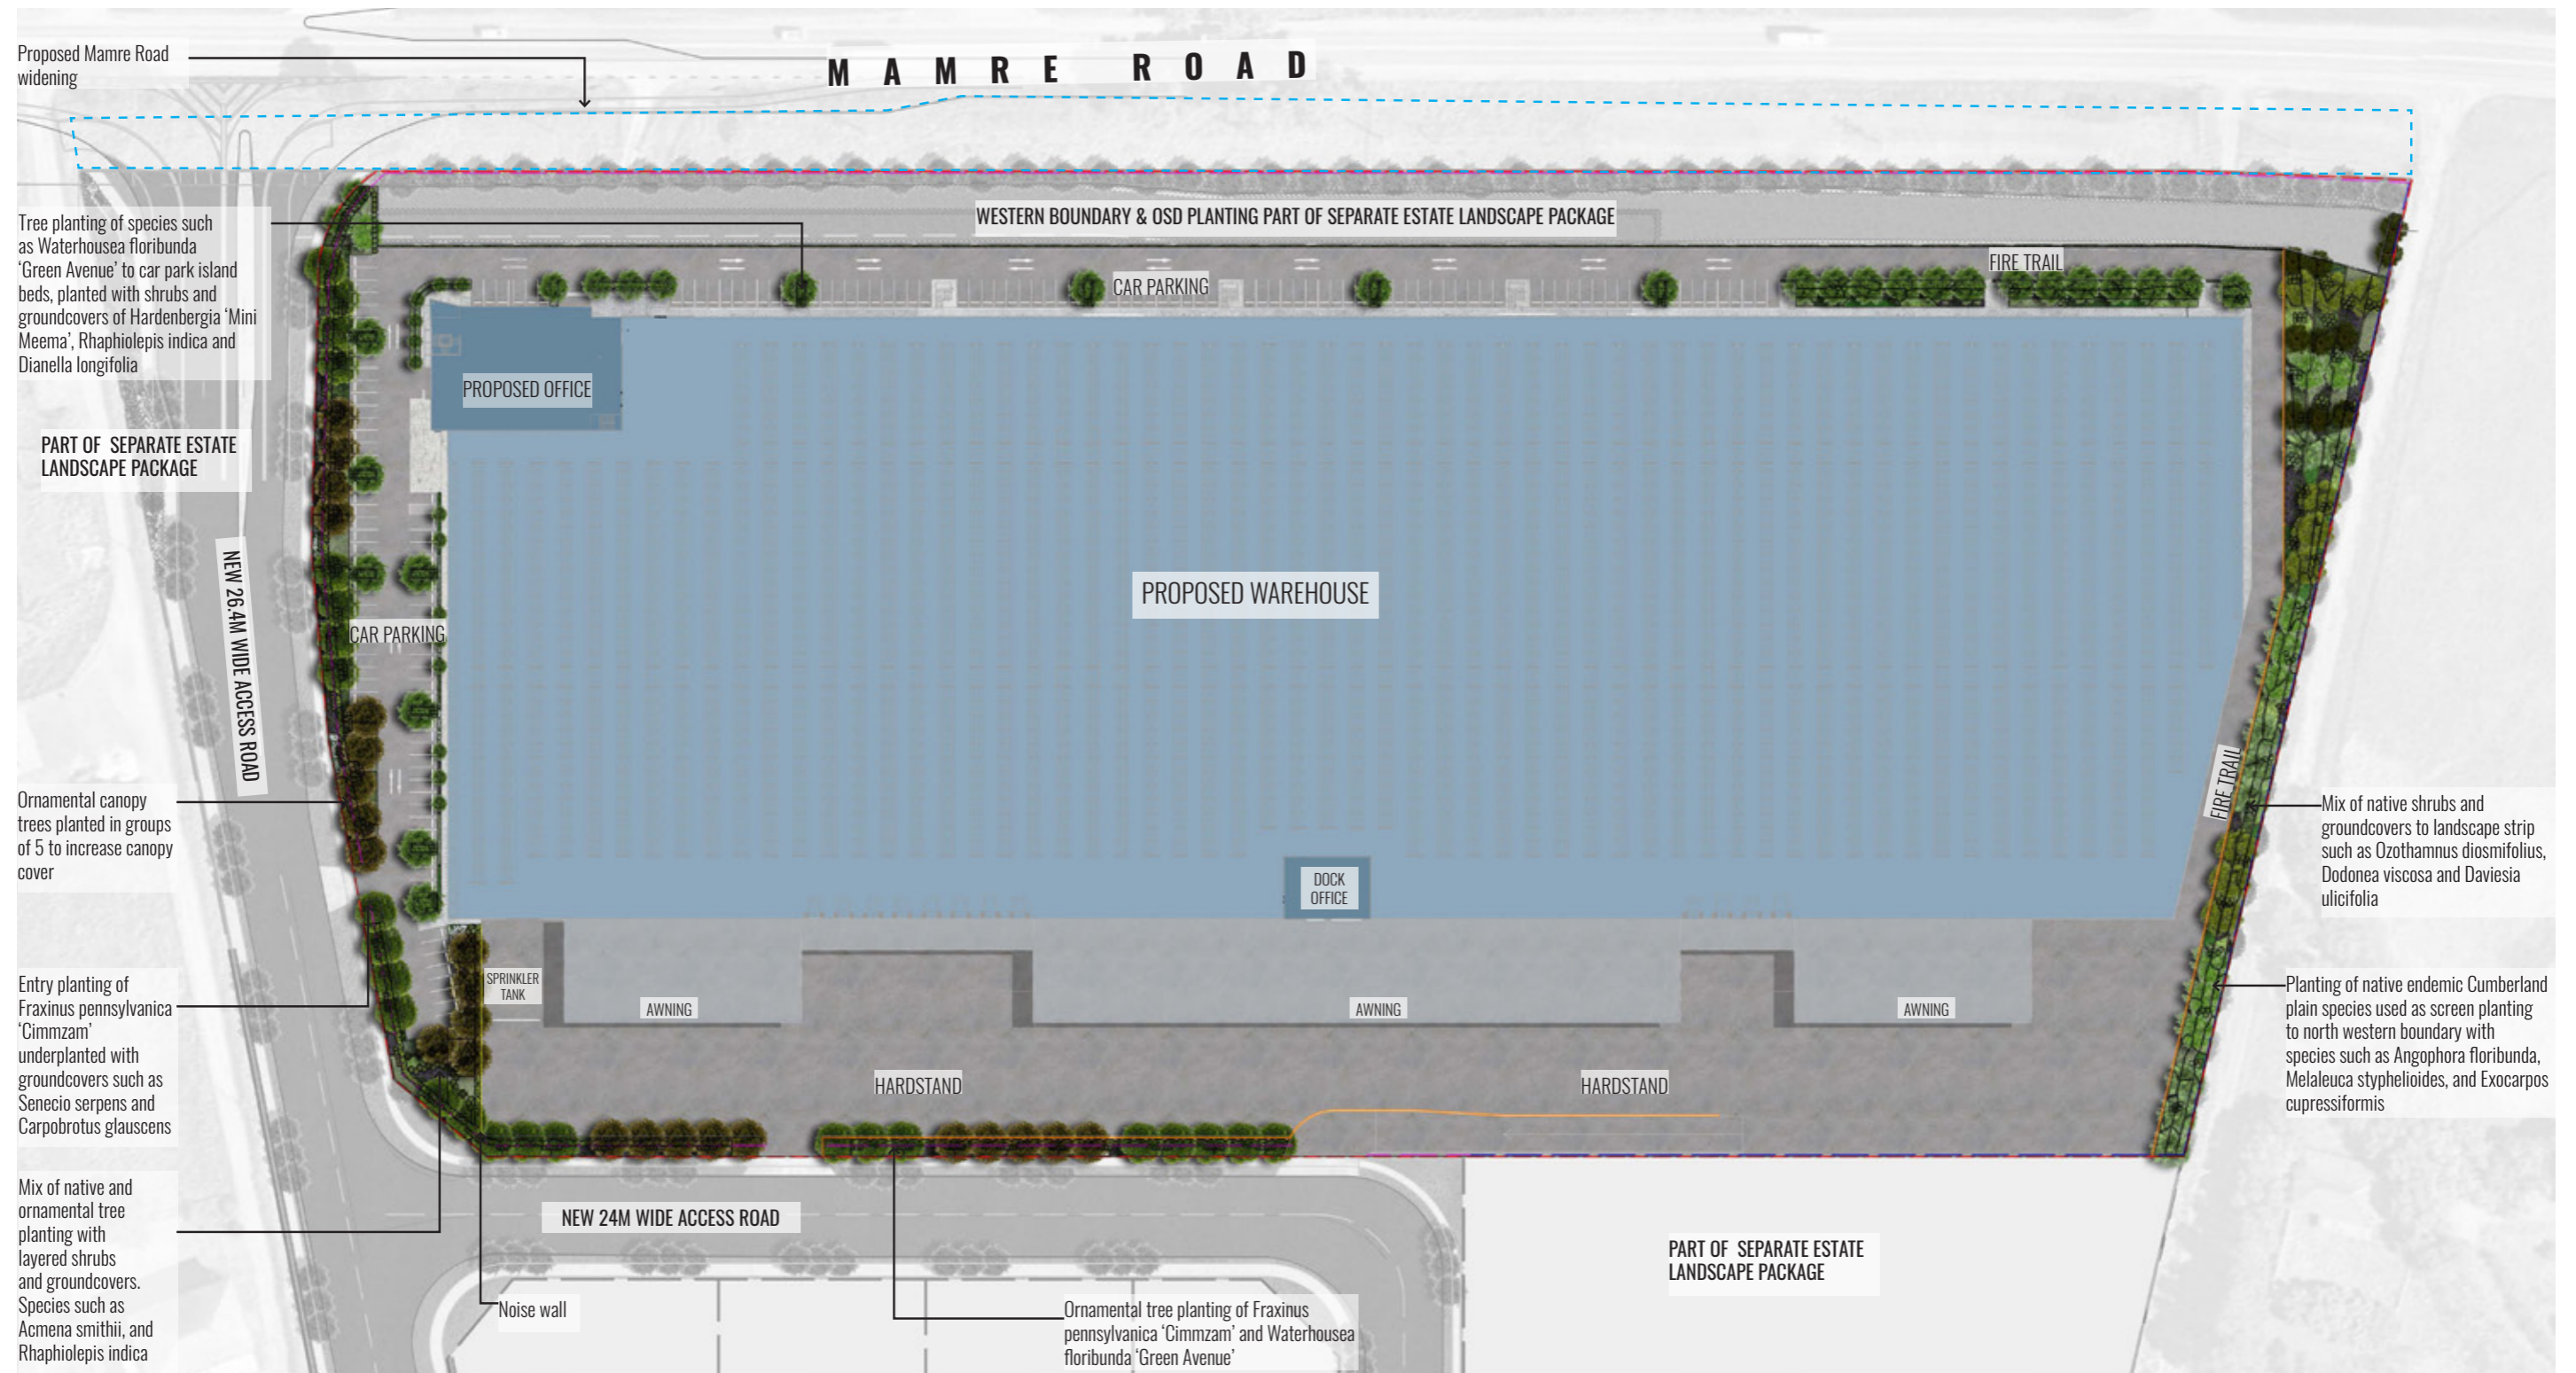 Proposed Mamre Road
widening
MAMRE ROAD
Tree planting of species such
as Waterhousea floribunda
‘Green Avenue’ to car park island
beds, planted with shrubs and
groundcovers of Hardenbergia ‘Mini
Meema’, Rhaphiolepis indica and
Dianella longifolia
WESTERN BOUNDARY & OSD PLANTING PART OF SEPARATE ESTATE LANDSCAPE PACKAGE
FIRE TRAIL
CAR PARKING
PROPOSED OFFICE
PART OF SEPARATE ESTATE
LANDSCAPE PACKAGE
NEW 26.4M WIDE ACCESS ROAD
PROPOSED WAREHOUSE
CAR PARKING
FIRE TRAIL
Ornamental canopy
trees planted in groups
of 5 to increase canopy
cover
Mix of native shrubs and
groundcovers to landscape strip
such as Ozothamnus diosmifolius,
Dodonea viscosa and Daviesia
ulicifolia
DOCK
OFFICE
Entry planting of
Fraxinus pennsylvanica
‘Cimmzam’
underplanted with
groundcovers such as
Senecio serpens and
Carpobrotus glauscens
SPRINKLER
TANK
AWNING
AWNING
AWNING
Planting of native endemic Cumberland
plain species used as screen planting
to north western boundary with
species such as Angophora floribunda,
Melaleuca styphelioides, and Exocarpos
cupressiformis
HARDSTAND
HARDSTAND
Mix of native and
ornamental tree
planting with
layered shrubs
and groundcovers.
Species such as
Acmena smithii, and
Rhaphiolepis indica
NEW 24M WIDE ACCESS ROAD
PART OF SEPARATE ESTATE
LANDSCAPE PACKAGE
Noise wall
Ornamental tree planting of Fraxinus
pennsylvanica ‘Cimmzam’ and Waterhousea
floribunda ‘Green Avenue’